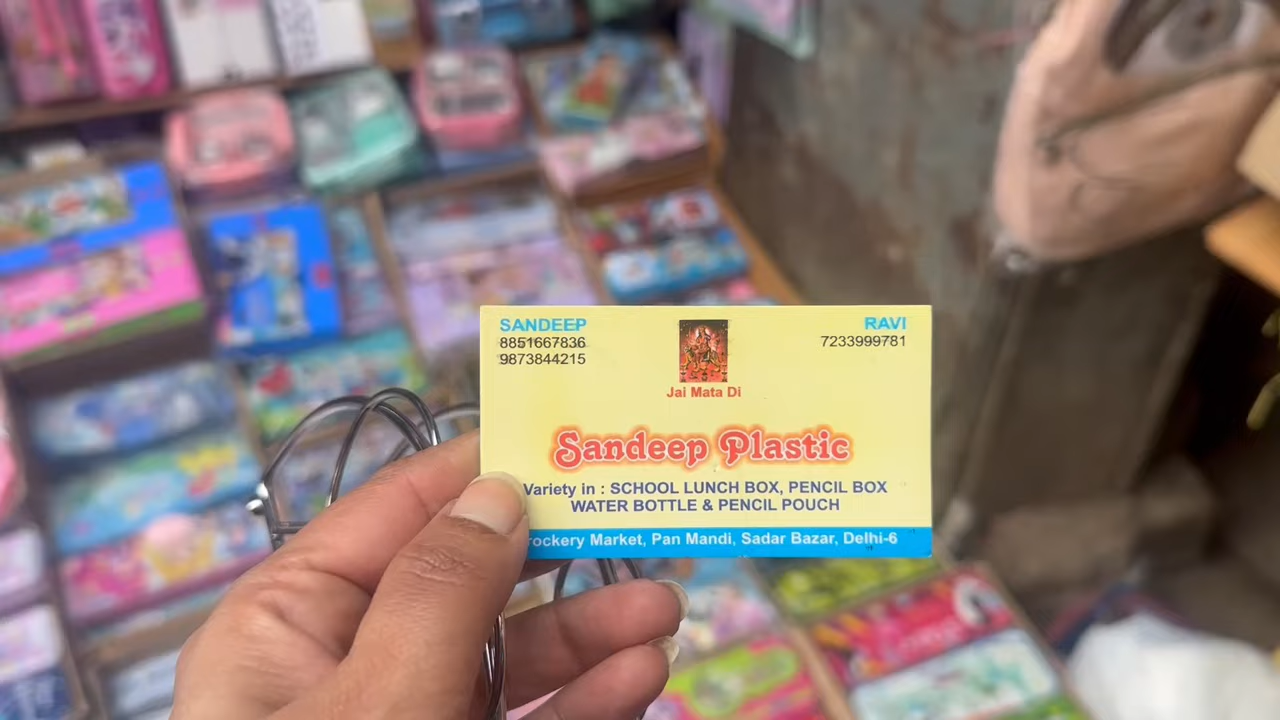 SANDEEP
8851667836
9873844215
RAVI
7233999781
Jai Mata Di
Sandeep Plastic
Variety in : SCHOOL LUNCH BOX, PENCIL BOX
WATER BOTTLE & PENCIL POUCH
Market, Pan Mandi, Sadar Bazar, Delhi-6